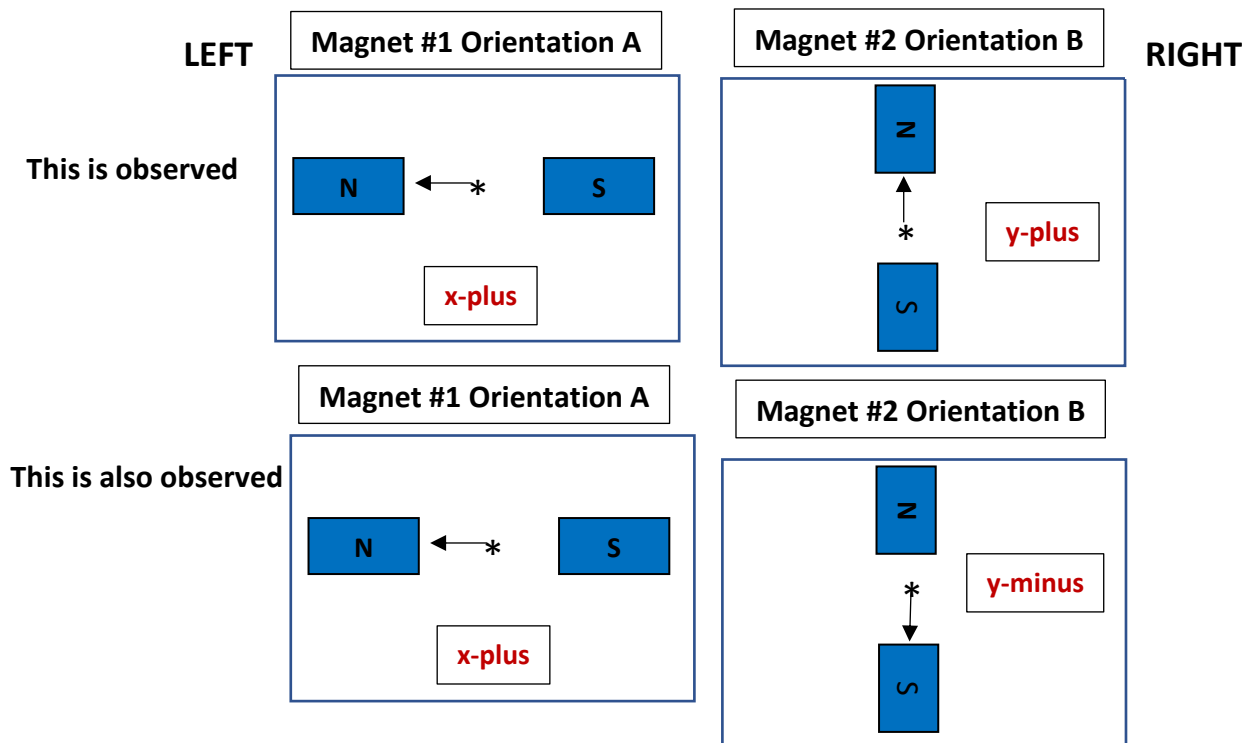 LEFT
Magnet #1 Orientation A
Magnet #2 Orientation B
RIGHT
This is observed
N
*
S
x-plus
N
*
S
y-plus
Magnet #1 Orientation A
Magnet #2 Orientation B
This is also observed
N
*
S
x-plus
N
*
S
y-minus